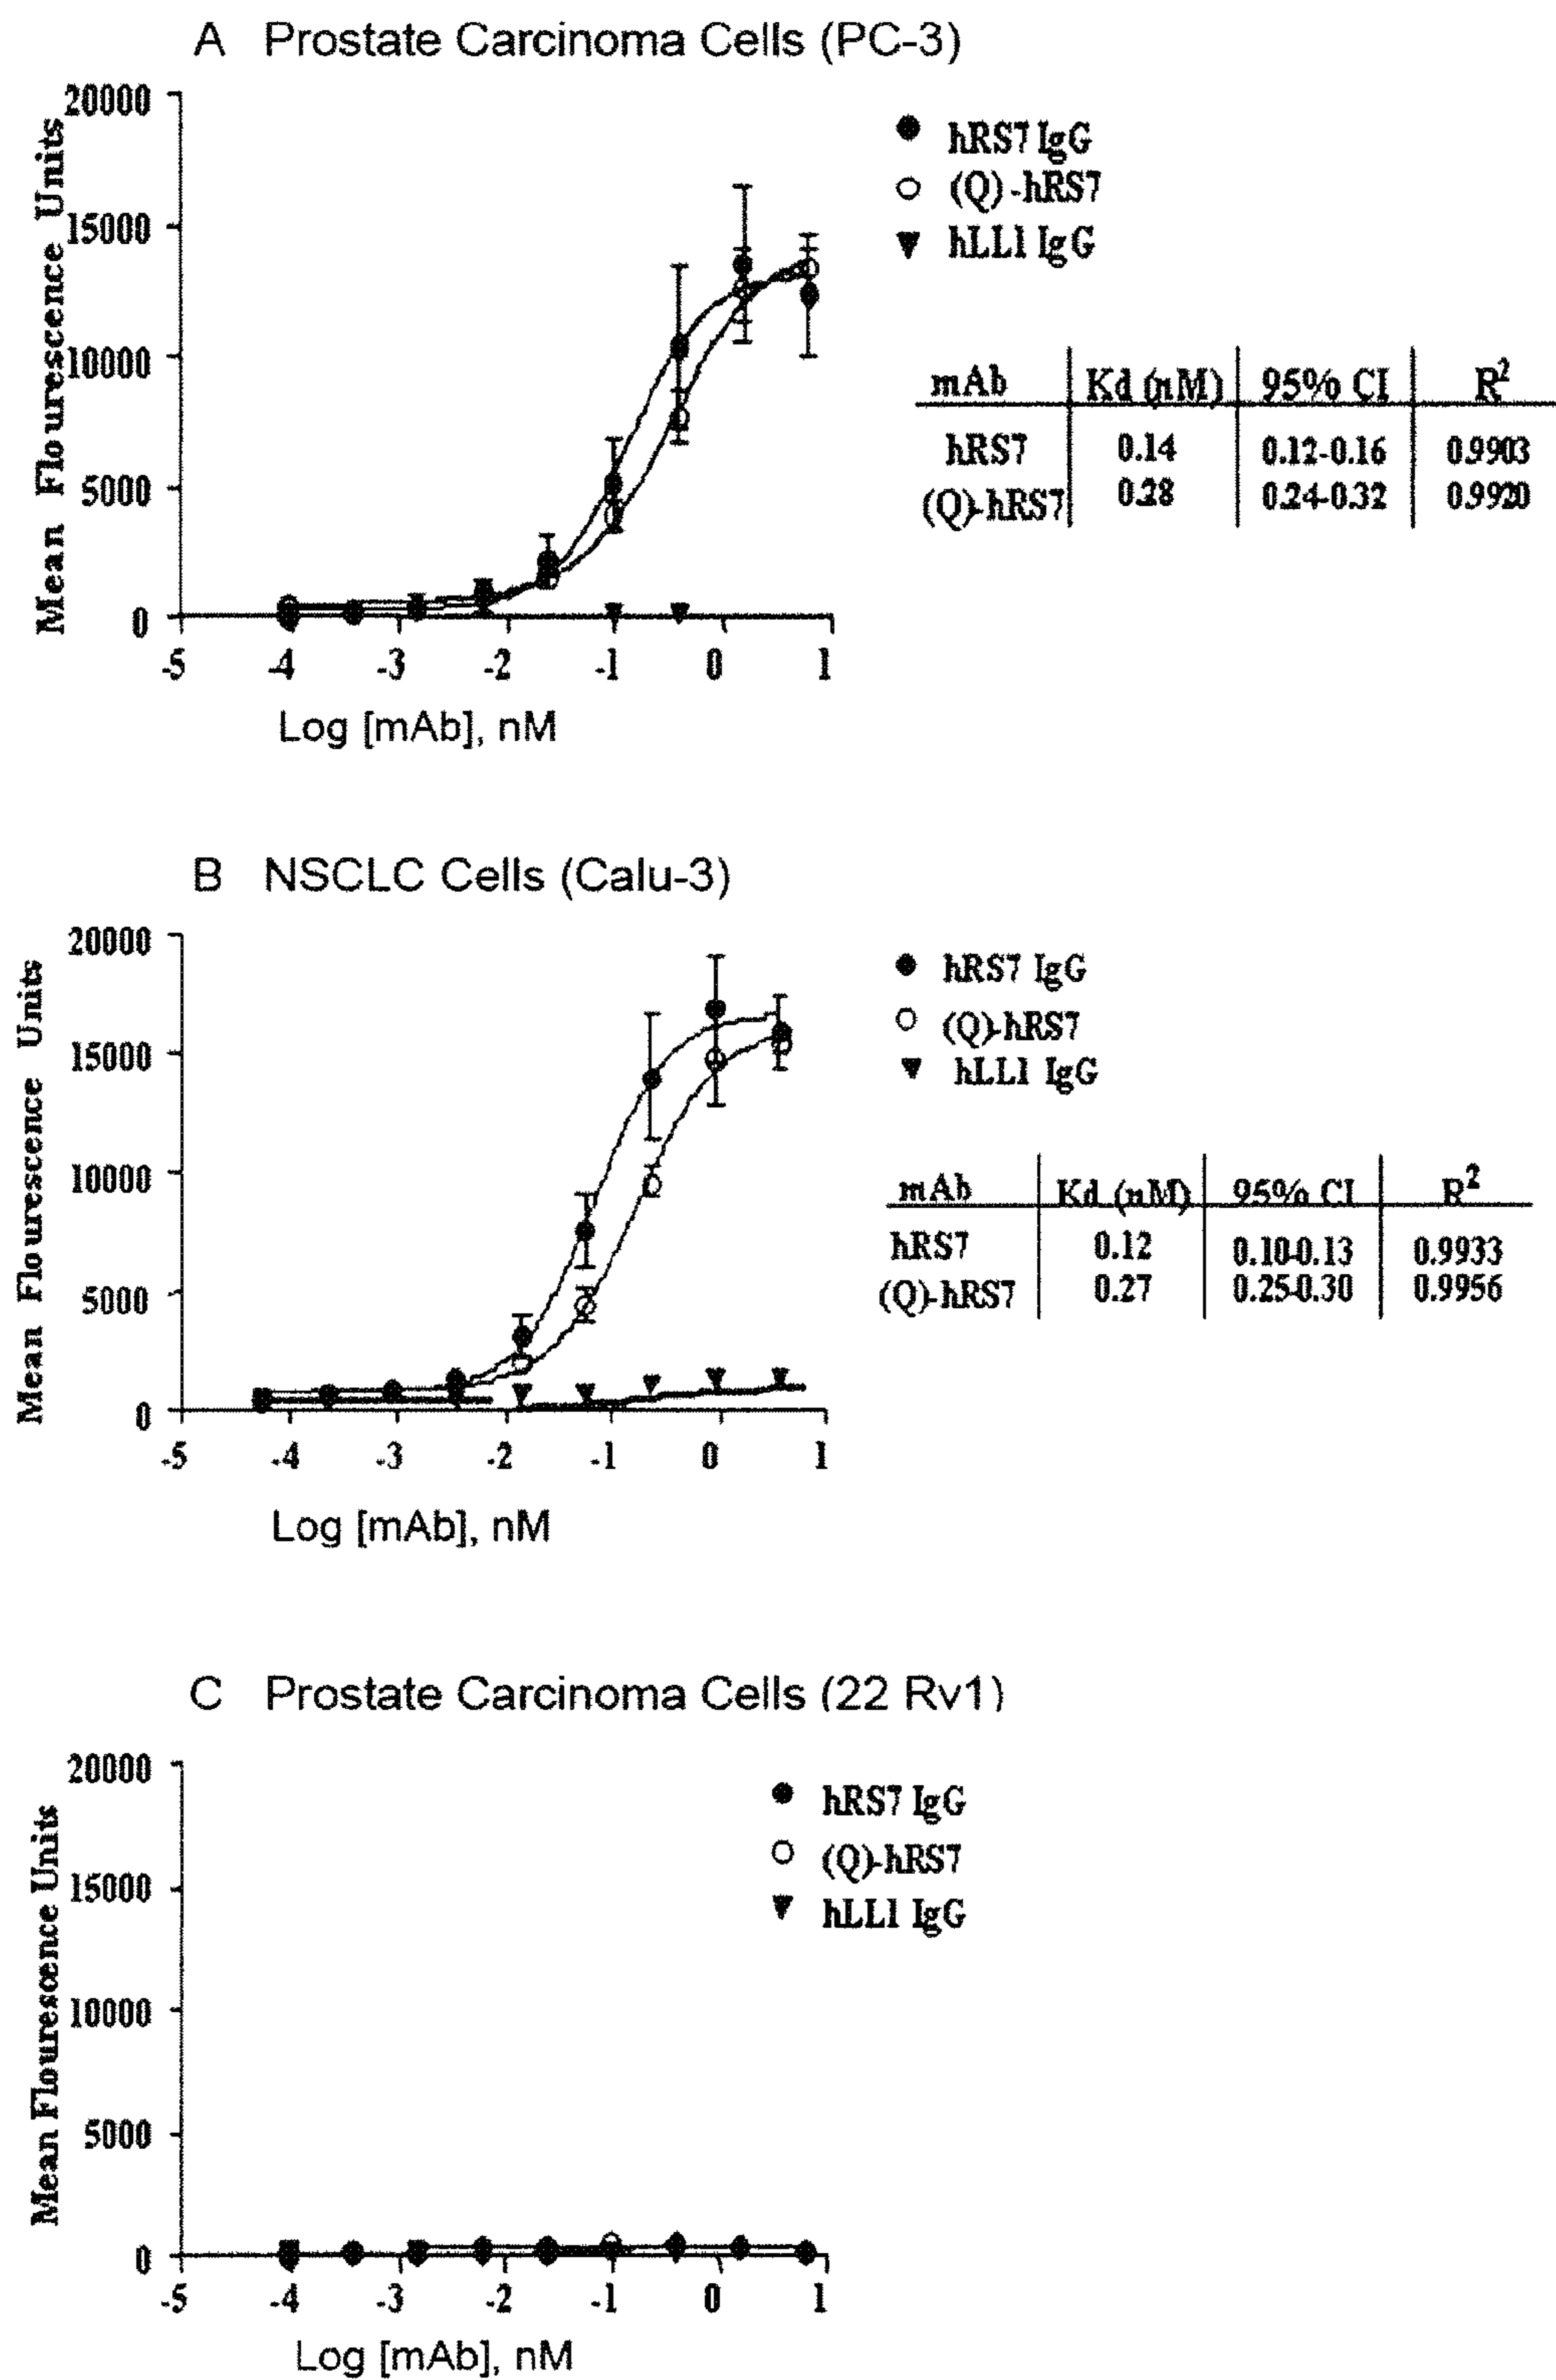 A Prostate Carcinoma Cells (PC-3)
Mean Flourescence Units
20000
15000
10000
5000
0
-5 -4 -3 -2 -1 0 1
Log [mAb], nM
hRS7 IgG
(Q)-hRS7
hLL1 IgG
mAb Kd (nM) 95% CI R²
hRS7 0.14 0.12-0.16 0.9903
(Q)-hRS7 0.28 0.24-0.32 0.9920
B NSCLC Cells (Calu-3)
Mean Flourescence Units
20000
15000
10000
5000
0
-5 -4 -3 -2 -1 0 1
Log [mAb], nM
hRS7 IgG
(Q)-hRS7
hLL1 IgG
mAb Kd (nM) 95% CI R²
hRS7 0.12 0.10-0.13 0.9933
(Q)-hRS7 0.27 0.25-0.30 0.9956
C Prostate Carcinoma Cells (22 Rv1)
Mean Flourescence Units
20000
15000
10000
5000
0
-5 -4 -3 -2 -1 0 1
Log [mAb], nM
hRS7 IgG
(Q)-hRS7
hLL1 IgG